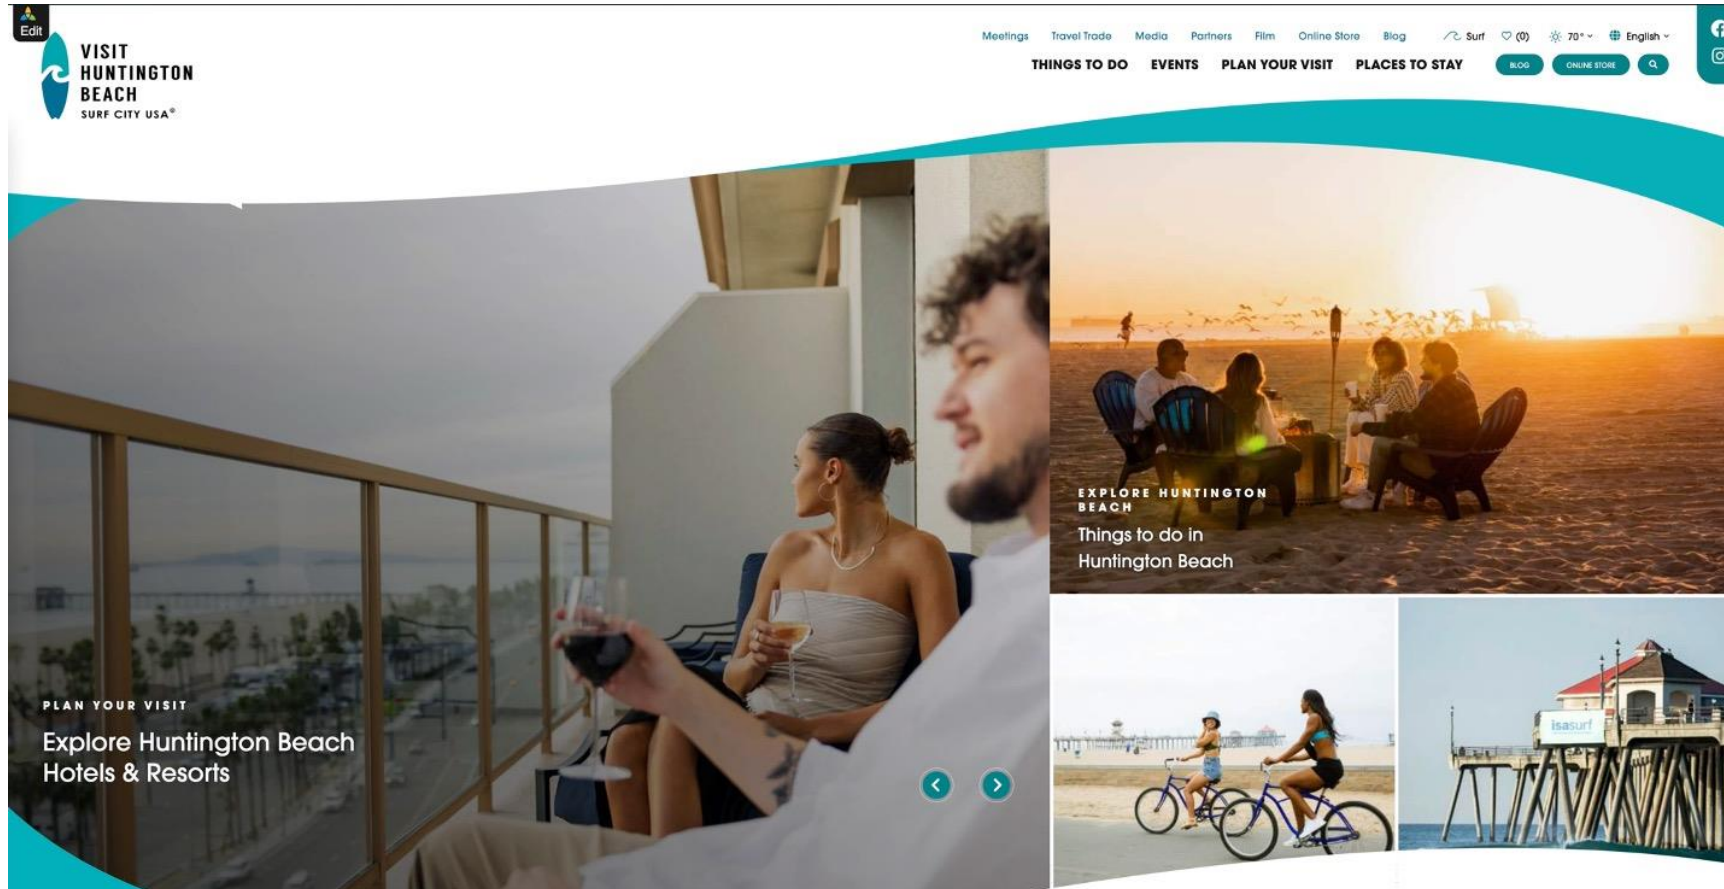 Edit
VISIT
HUNTINGTON
BEACH
SURF CITY USA®
Meetings Travel Trade Media Partners Film Online Store Blog Surf (0) 70° English
THINGS TO DO EVENTS PLAN YOUR VISIT PLACES TO STAY BLOG ONLINE STORE
EXPLORE HUNTINGTON
BEACH
Things to do in
Huntington Beach
isasurf
PLAN YOUR VISIT
Explore Huntington Beach
Hotels & Resorts